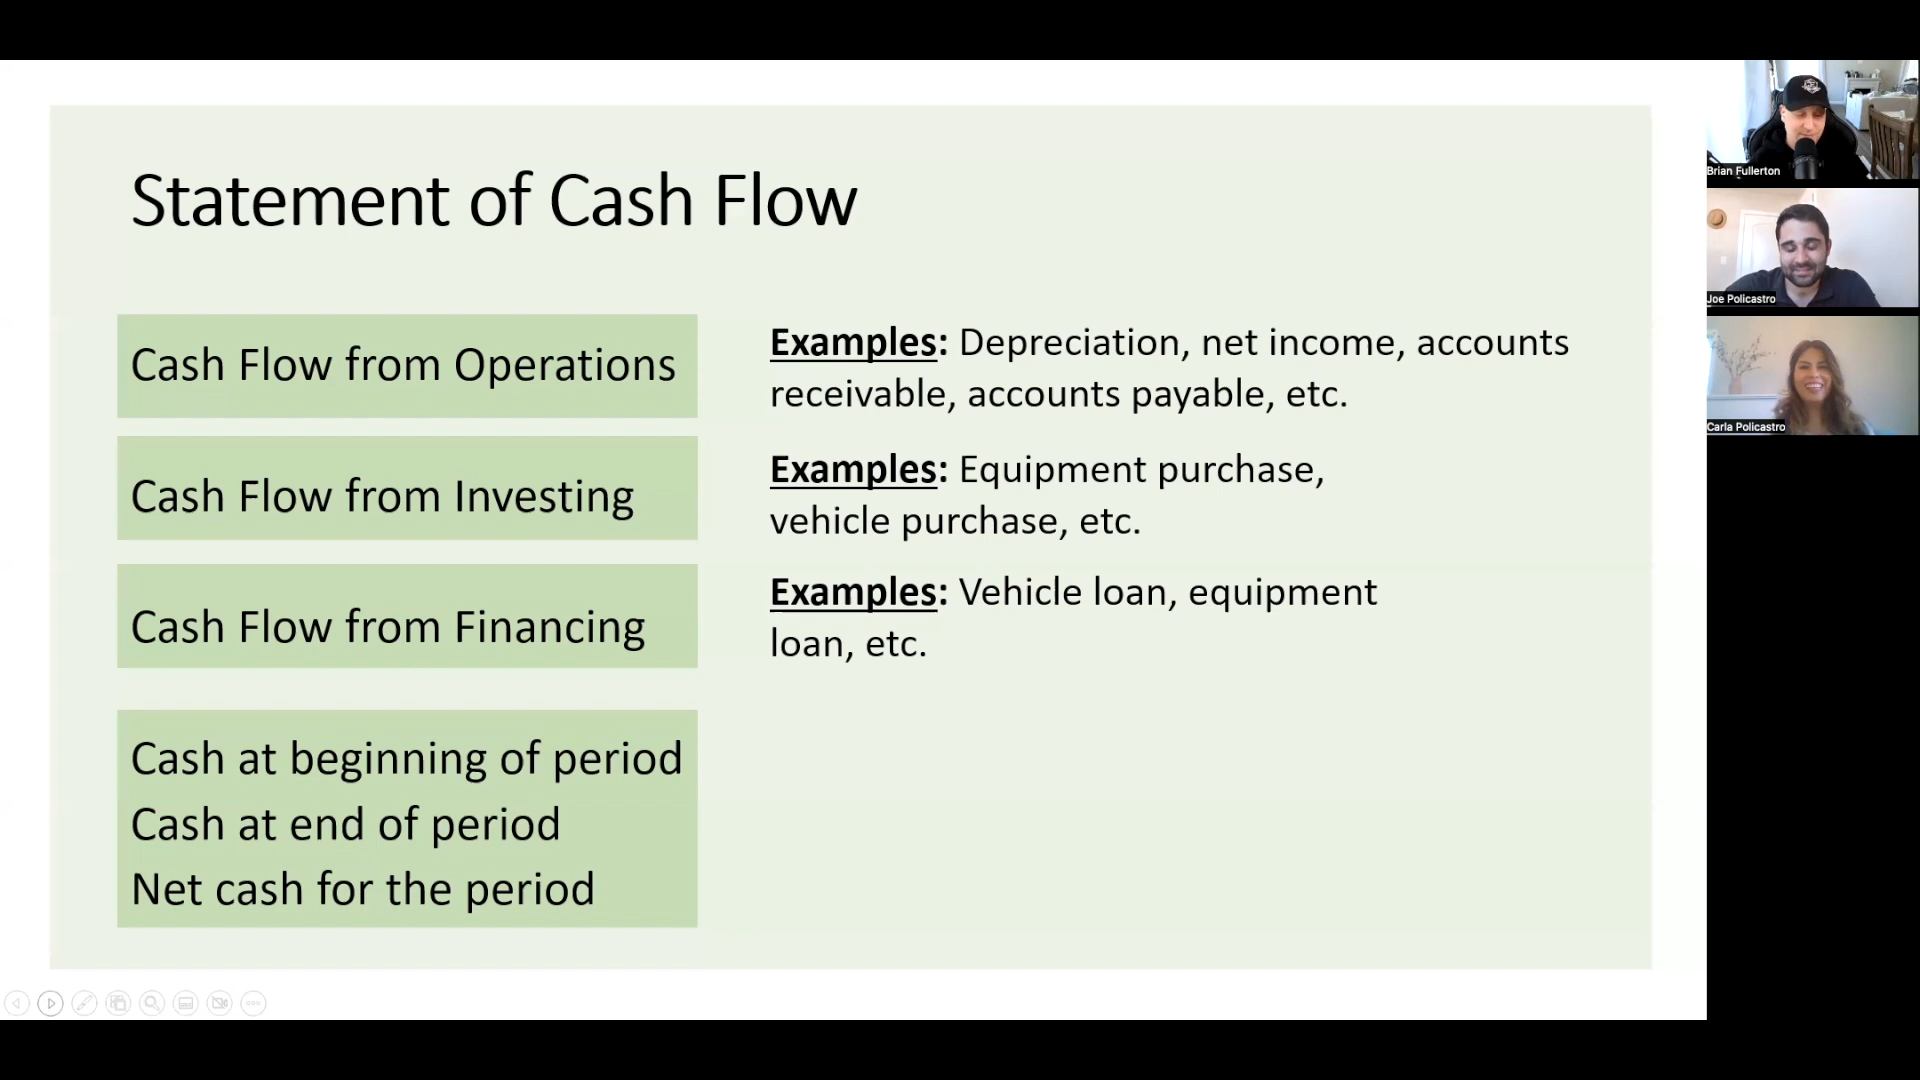 Statement of Cash Flow
Cash Flow from Operations
Examples: Depreciation, net income, accounts
receivable, accounts payable, etc.
Cash Flow from Investing
Examples: Equipment purchase,
vehicle purchase, etc.
Cash Flow from Financing
Examples: Vehicle loan, equipment
loan, etc.
Cash at beginning of period
Cash at end of period
Net cash for the period
Brian Fullerton
Joe Policastro
Carla Policastro